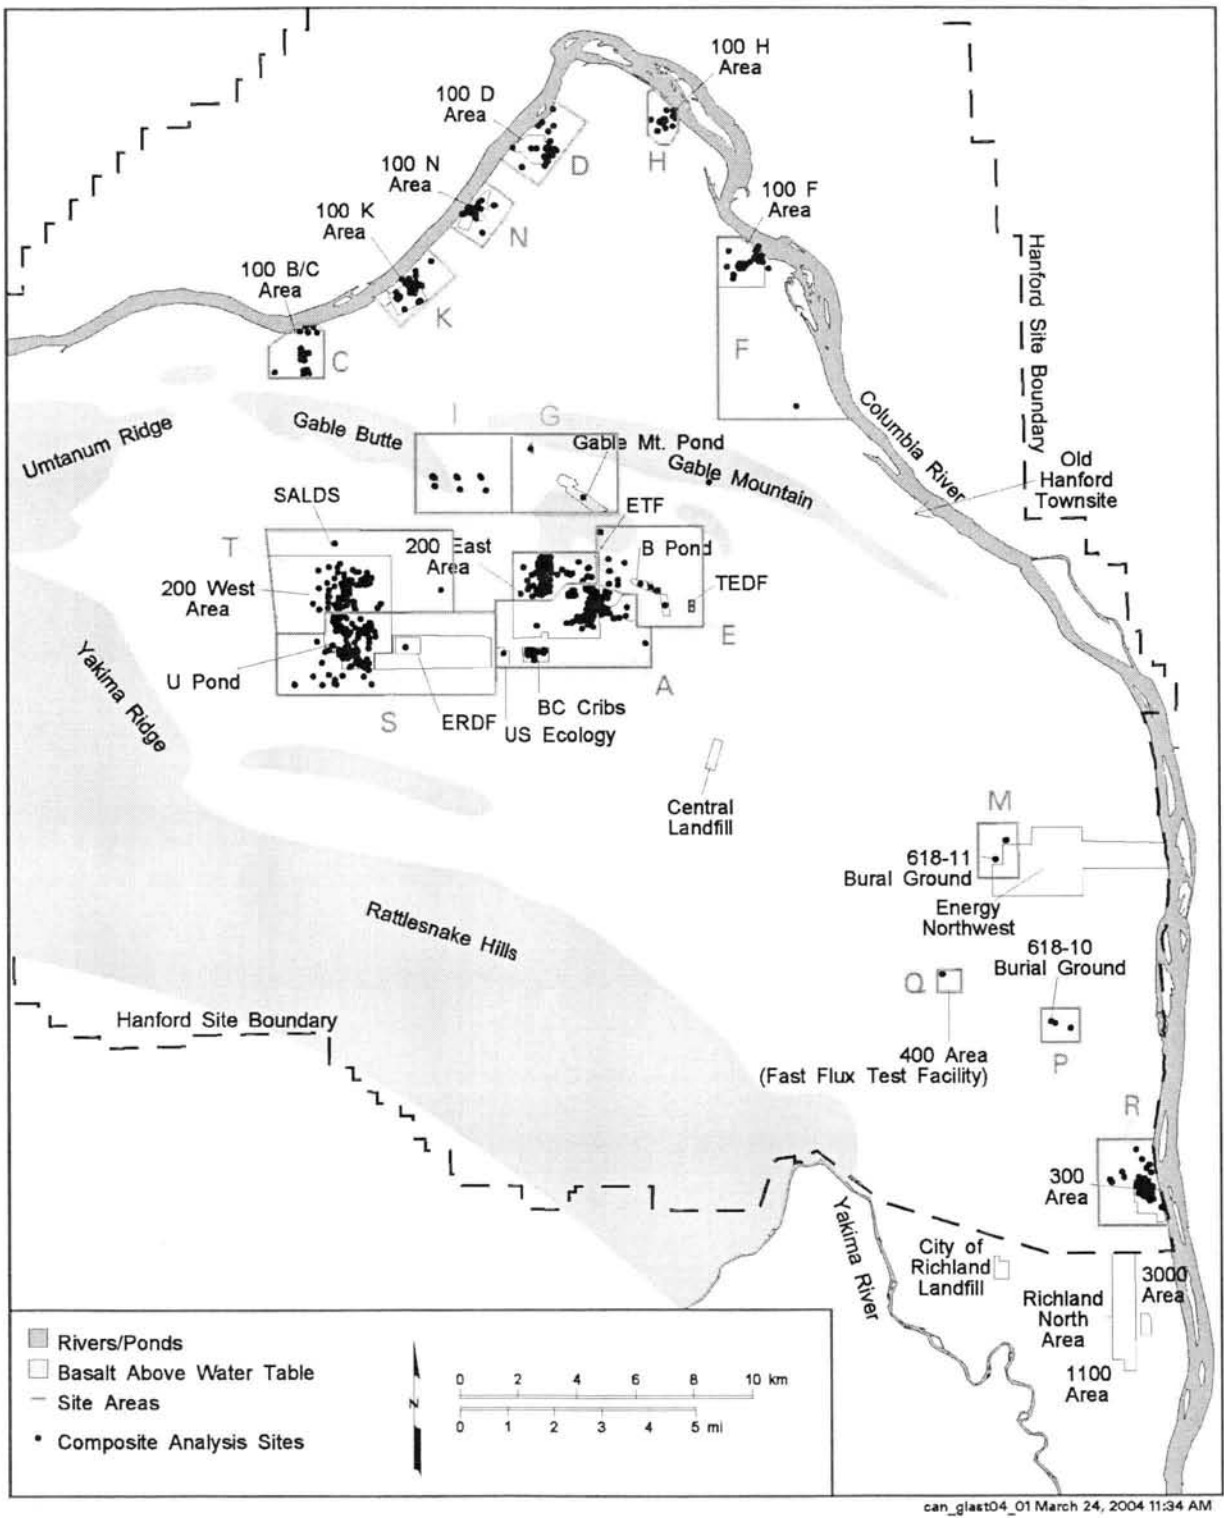 100 H
Area
100 D
Area
H
D
100 N
Area
100 F
Area
100 K
Area
N
100 B/C
Area
K
F
C
Hanford Site Boundary
Columbia River
I
G
Gable Butte
Gable Mt. Pond
Umtanum Ridge
Gable Mountain
Old
Hanford
Townsite
SALDS
ETF
T
200 East
Area
B Pond
TEDF
200 West
Area
E
U Pond
A
Yakima Ridge
S
ERDF
BC Cribs
US Ecology
Central
Landfill
M
618-11
Bural Ground
Energy
Northwest
Rattlesnake Hills
618-10
Burial Ground
Q
Hanford Site Boundary
400 Area
(Fast Flux Test Facility)
P
R
300
Area
Yakima River
City of
Richland
Landfill
3000
Area
Richland
North
Area
1100
Area
Rivers/Ponds
Basalt Above Water Table
Site Areas
Composite Analysis Sites
N
0 2 4 6 8 10 km
0 1 2 3 4 5 mi
can_glast04_01 March 24, 2004 11:34 AM